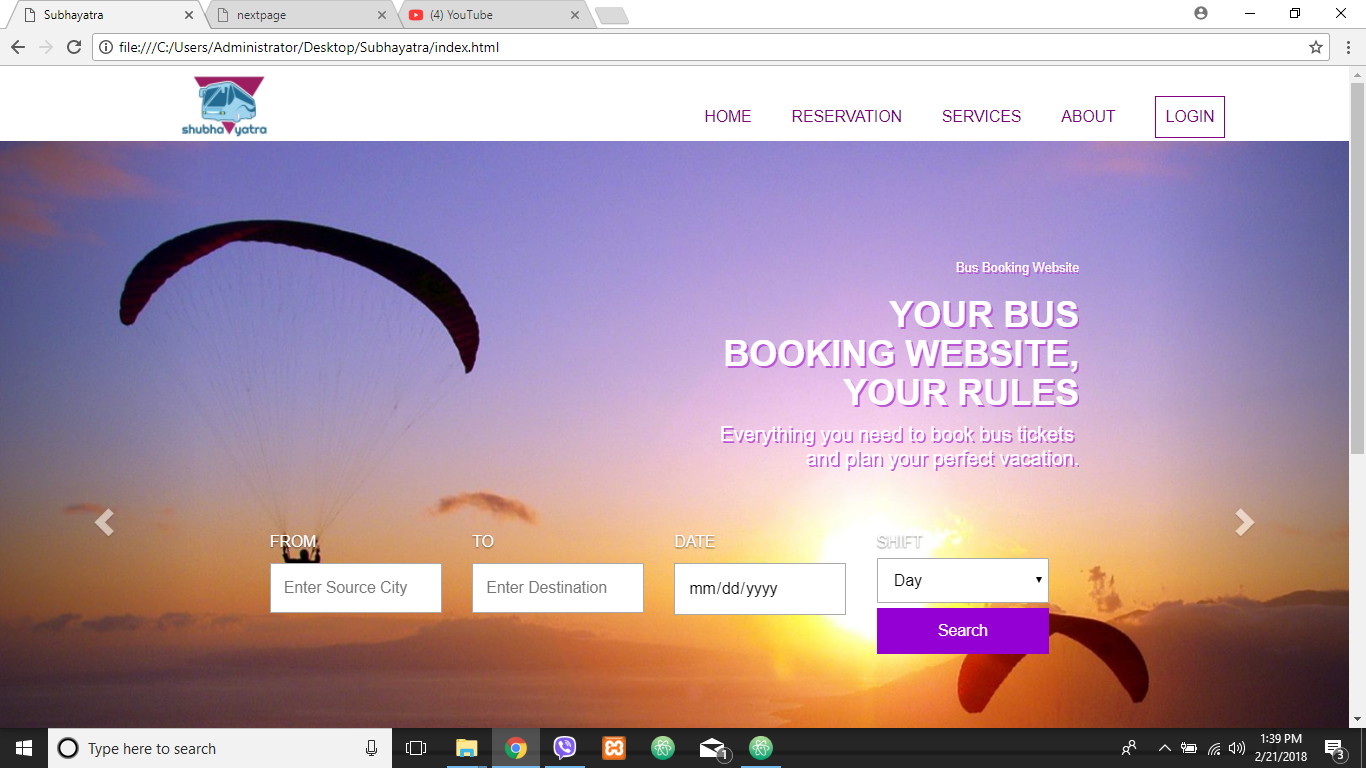 Subhayatra
nextpage
(4) YouTube
file:///C:/Users/Administrator/Desktop/Subhayatra/index.html
shubha yatra
HOME RESERVATION SERVICES ABOUT LOGIN
Bus Booking Website
YOUR BUS
BOOKING WEBSITE,
YOUR RULES
Everything you need to book bus tickets
and plan your perfect vacation.
FROM TO DATE SHIFT
Enter Source City Enter Destination mm/dd/yyyy Day
Search
Type here to search
1
1:39 PM
2/21/2018
3